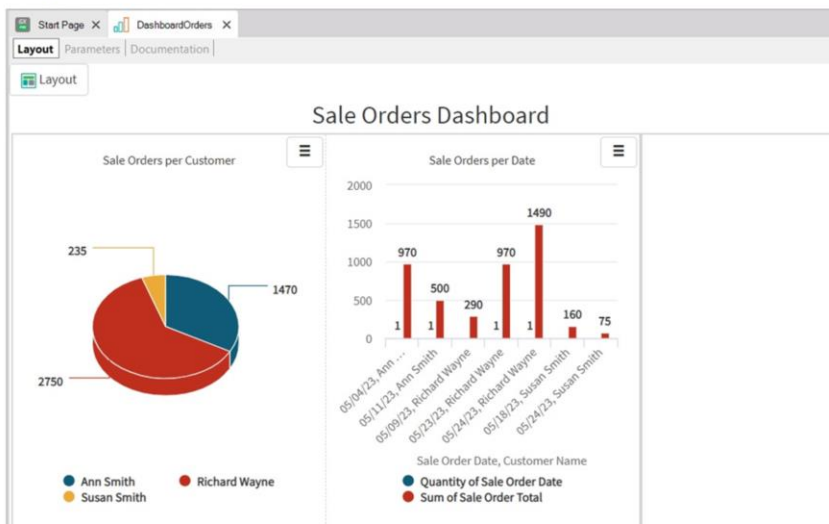 Start Page X DashboardOrders X
Layout Parameters Documentation
Layout
Sale Orders Dashboard
Sale Orders per Customer
235
1470
2750
Ann Smith Richard Wayne
Susan Smith
Sale Orders per Date
2000
1500
1000
500
0
970
500
290
970
1490
160
75
1
1
1
1
05/04/23, Ann ...
05/11/23, Ann Smith
05/09/23, Richard Wayne
05/23/23, Richard Wayne
05/24/23, Richard Wayne
05/18/23, Susan Smith
05/24/23, Susan Smith
Sale Order Date, Customer Name
Quantity of Sale Order Date
Sum of Sale Order Total